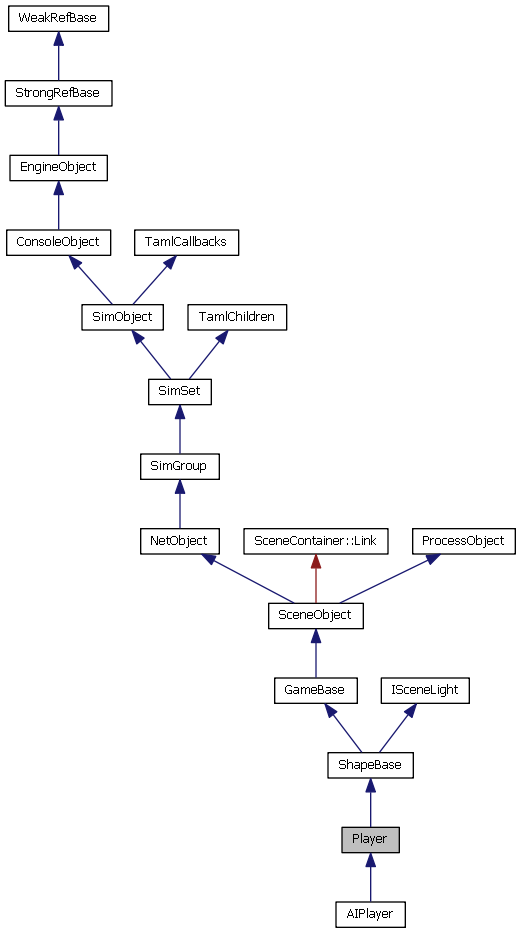 WeakRefBase
StrongRefBase
EngineObject
ConsoleObject
TamlCallbacks
SimObject
TamlChildren
SimSet
SimGroup
NetObject
SceneContainer::Link
ProcessObject
SceneObject
GameBase
ISceneLight
ShapeBase
Player
AIPlayer